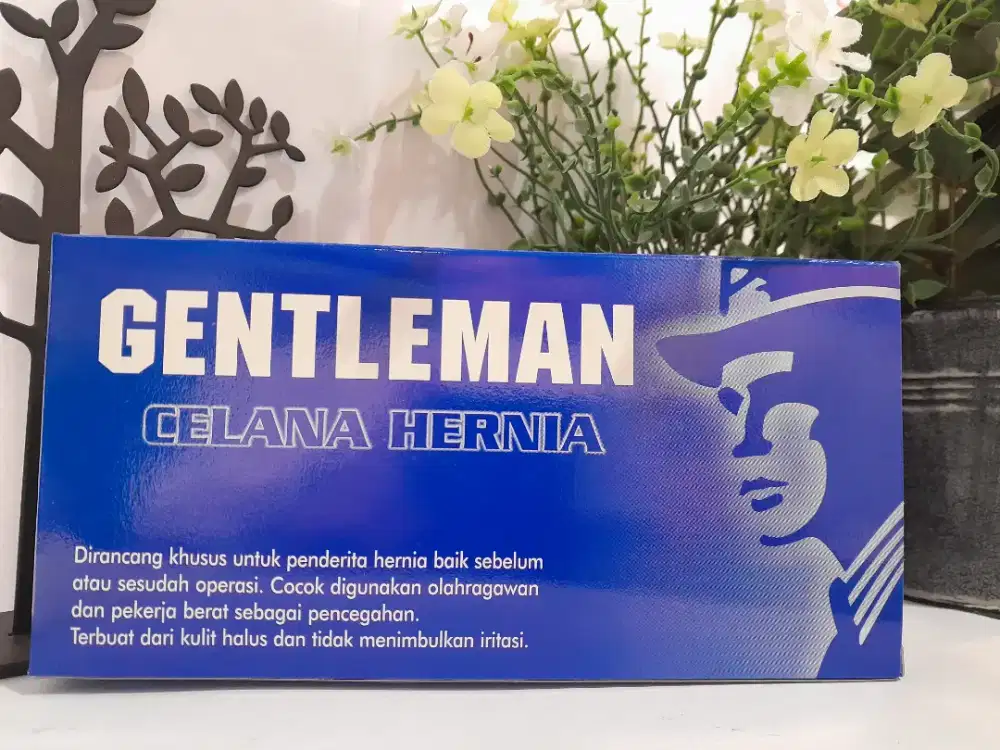 GENTLEMAN
CELANA HERNIA
Dirancang khusus untuk penderita hernia baik sebelum
atau sesudah operasi. Cocok digunakan olahragawan
dan pekerja berat sebagai pencegahan.
Terbuat dari kulit halus dan tidak menimbulkan iritasi.